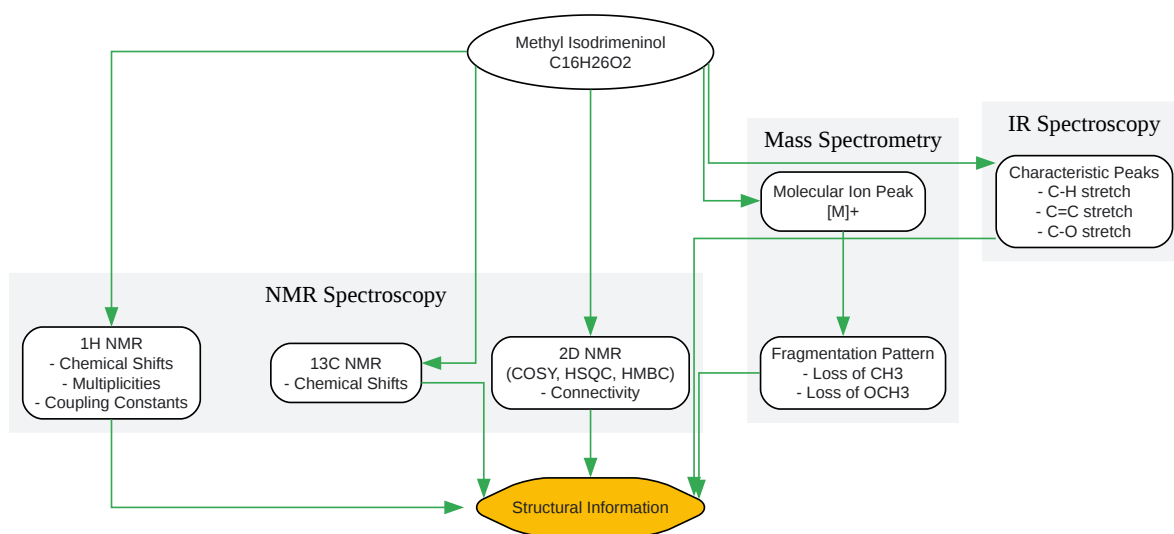 Methyl Isodrimeninol
C16H26O2
IR Spectroscopy
Mass Spectrometry
Characteristic Peaks
- C-H stretch
- C=C stretch
- C-O stretch
Molecular Ion Peak
[M]+
NMR Spectroscopy
1H NMR
- Chemical Shifts
- Multiplicities
- Coupling Constants
13C NMR
- Chemical Shifts
2D NMR
(COSY, HSQC, HMBC)
- Connectivity
Fragmentation Pattern
- Loss of CH3
- Loss of OCH3
Structural Information